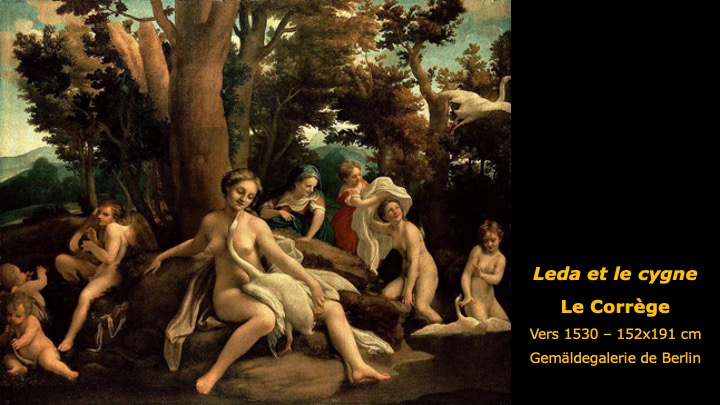 Leda et le cygne
Le Corrège
Vers 1530 – 152x191 cm
Gemäldegalerie de Berlin